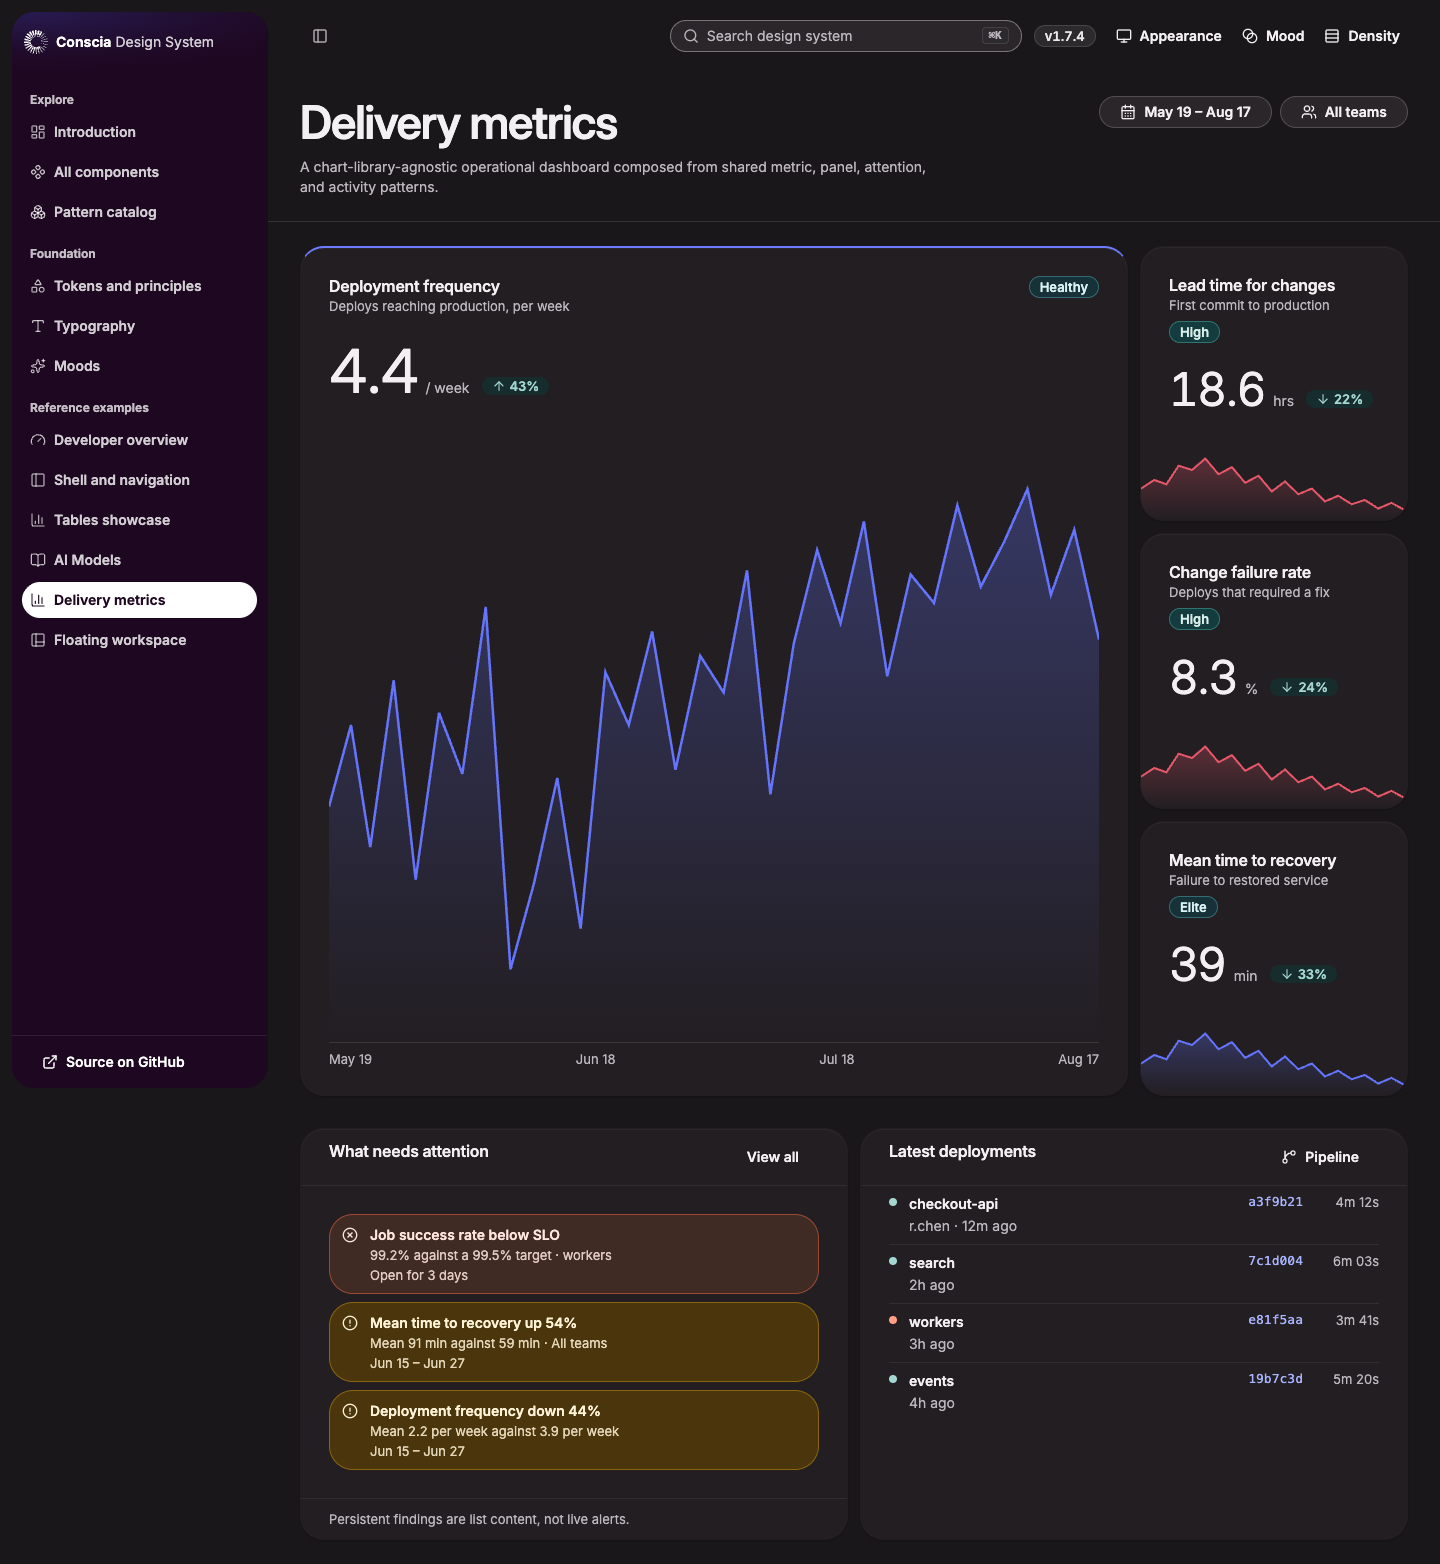 Conscia Design System
Explore
Introduction
All components
Pattern catalog
Foundation
Tokens and principles
Typography
Moods
Reference examples
Developer overview
Shell and navigation
Tables showcase
AI Models
Delivery metrics
Floating workspace
Source on GitHub
Search design system ⌘K
v1.7.4
Appearance
Mood
Density
Delivery metrics
A chart-library-agnostic operational dashboard composed from shared metric, panel, attention,
and activity patterns.
May 19 – Aug 17
All teams
Deployment frequency
Deploys reaching production, per week
Healthy
4.4 / week ↑ 43%
May 19 Jun 18 Jul 18 Aug 17
Lead time for changes
First commit to production
High
18.6 hrs ↓ 22%
Change failure rate
Deploys that required a fix
High
8.3 % ↓ 24%
Mean time to recovery
Failure to restored service
Elite
39 min ↓ 33%
What needs attention
View all
Job success rate below SLO
99.2% against a 99.5% target · workers
Open for 3 days
Mean time to recovery up 54%
Mean 91 min against 59 min · All teams
Jun 15 – Jun 27
Deployment frequency down 44%
Mean 2.2 per week against 3.9 per week
Jun 15 – Jun 27
Persistent findings are list content, not live alerts.
Latest deployments
Pipeline
checkout-api a3f9b21 4m 12s
r.chen · 12m ago
search 7c1d004 6m 03s
2h ago
workers e81f5aa 3m 41s
3h ago
events 19b7c3d 5m 20s
4h ago